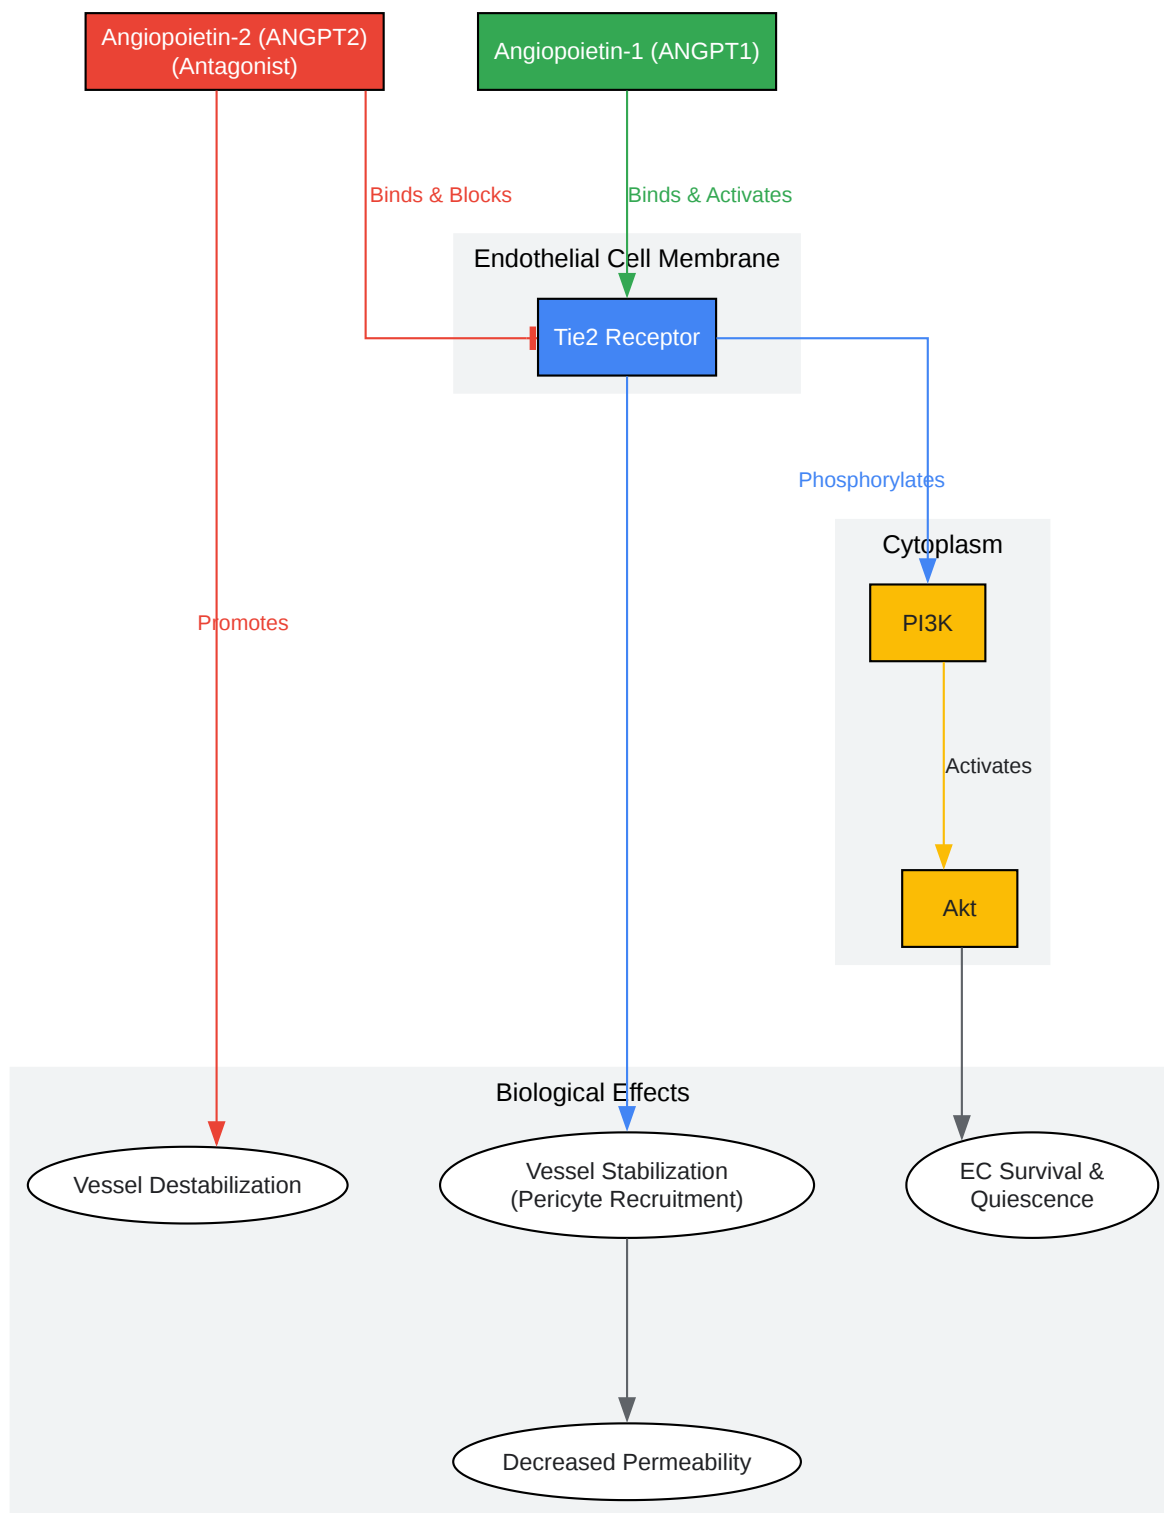 Angiopoietin-2 (ANGPT2)
(Antagonist)
Angiopoietin-1 (ANGPT1)
Binds & Blocks
Binds & Activates
Endothelial Cell Membrane
Tie2 Receptor
Phosphorylates
Cytoplasm
PI3K
Promotes
Activates
Akt
Biological Effects
Vessel Destabilization
Vessel Stabilization
(Pericyte Recruitment)
EC Survival &
Quiescence
Decreased Permeability